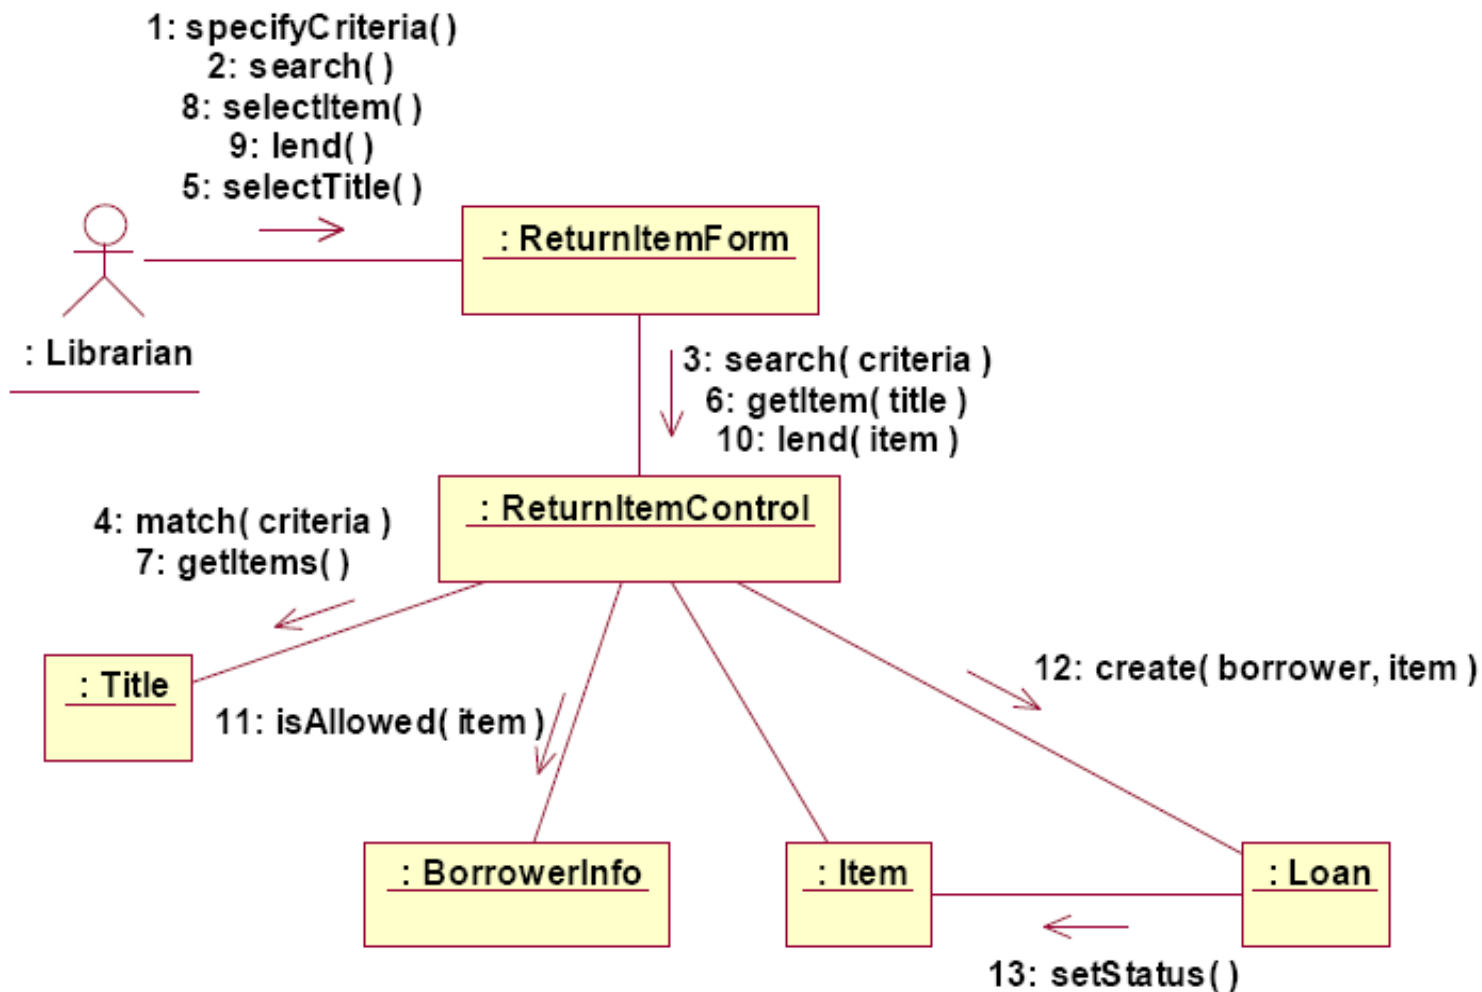 1: specifyCriteria( )
2: search( )
8: selectItem( )
9: lend( )
5: selectTitle( )
: ReturnItemForm
: Librarian
3: search( criteria )
6: getItem( title )
10: lend( item )
: ReturnItemControl
4: match( criteria )
7: getItems( )
: Title
12: create( borrower, item )
11: isAllowed( item )
: BorrowerInfo
: Item
: Loan
13: setStatus( )